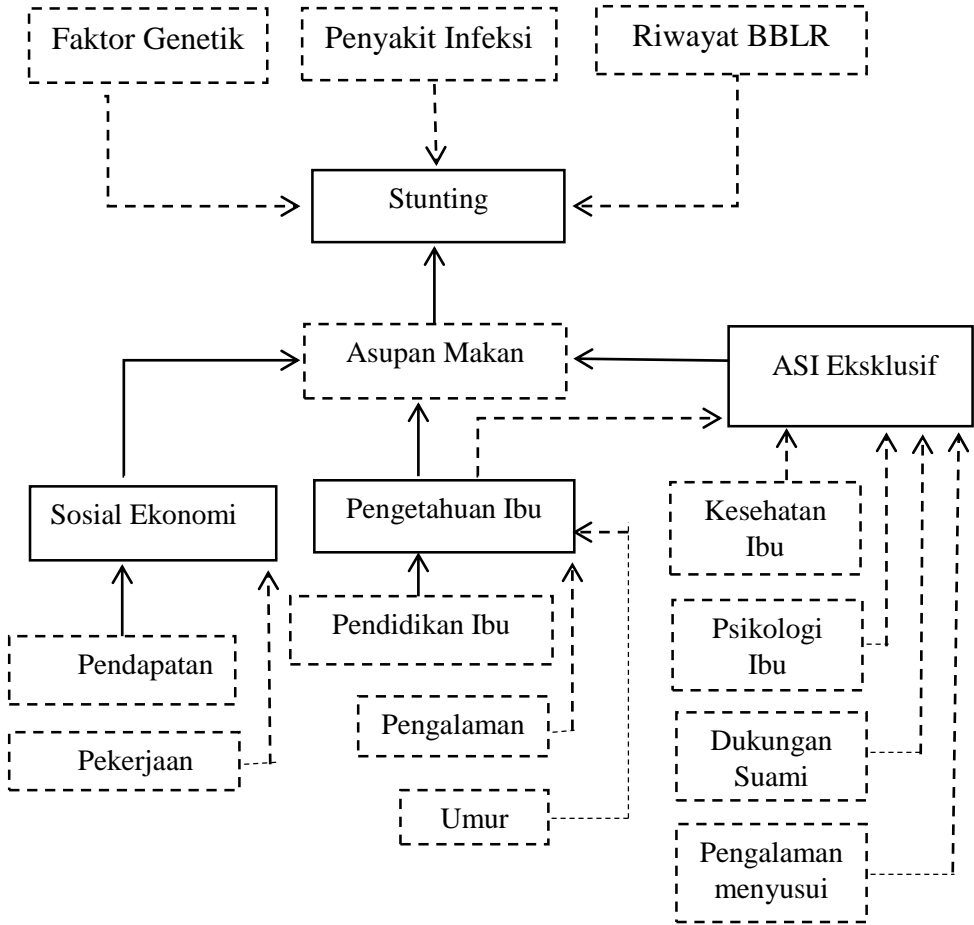 Faktor Genetik
Penyakit Infeksi
Riwayat BBLR
Stunting
Asupan Makan
ASI Eksklusif
Sosial Ekonomi
Pengetahuan Ibu
Kesehatan
Ibu
Pendidikan Ibu
Psikologi
Ibu
Pendapatan
Pengalaman
Pekerjaan
Dukungan
Suami
Umur
Pengalaman
menyusui